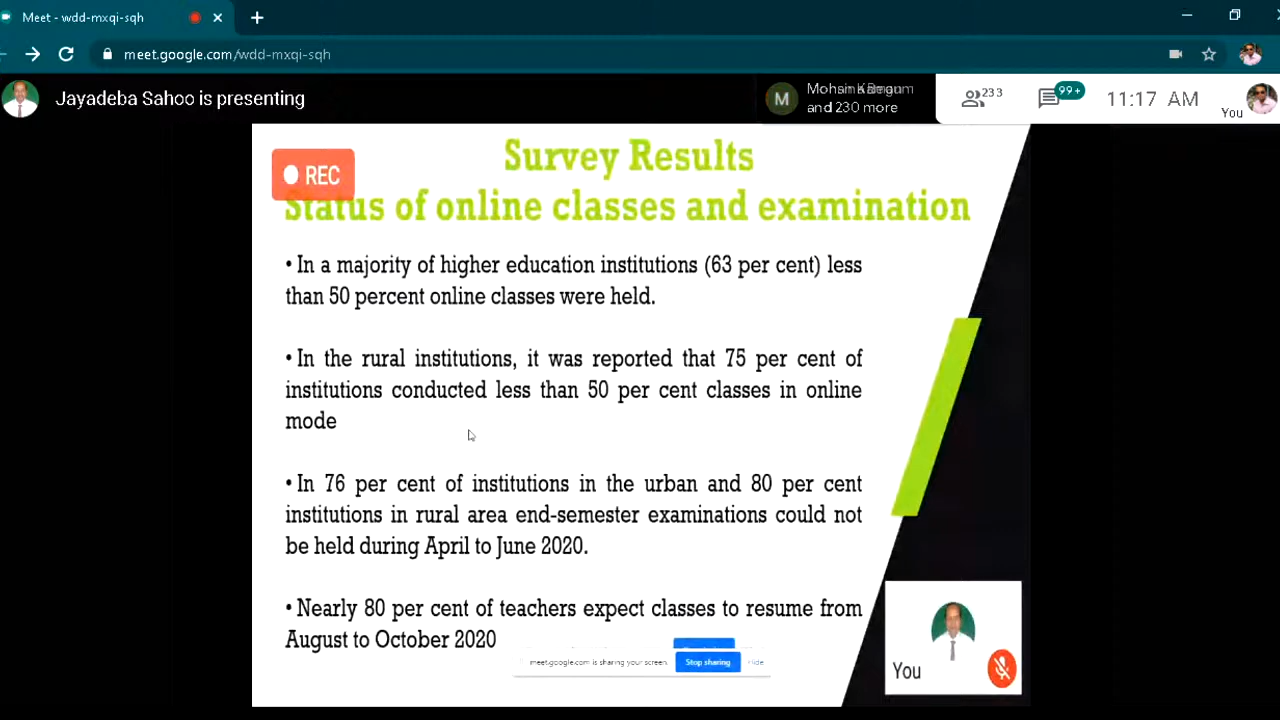 Meet - wdd-mxqi-sqh
meet.google.com/wdd-mxqi-sqh
Jayadeba Sahoo is presenting
M
Mohsin
and 230 more
233
99+
11:17 AM
You
REC
Survey Results
Status of online classes and examination
• In a majority of higher education institutions (63 per cent) less
than 50 percent online classes were held.
• In the rural institutions, it was reported that 75 per cent of
institutions conducted less than 50 per cent classes in online
mode
• In 76 per cent of institutions in the urban and 80 per cent
institutions in rural area end-semester examinations could not
be held during April to June 2020.
• Nearly 80 per cent of teachers expect classes to resume from
August to October 2020
meet.google.com is sharing your screen.
Stop sharing
Hide
You